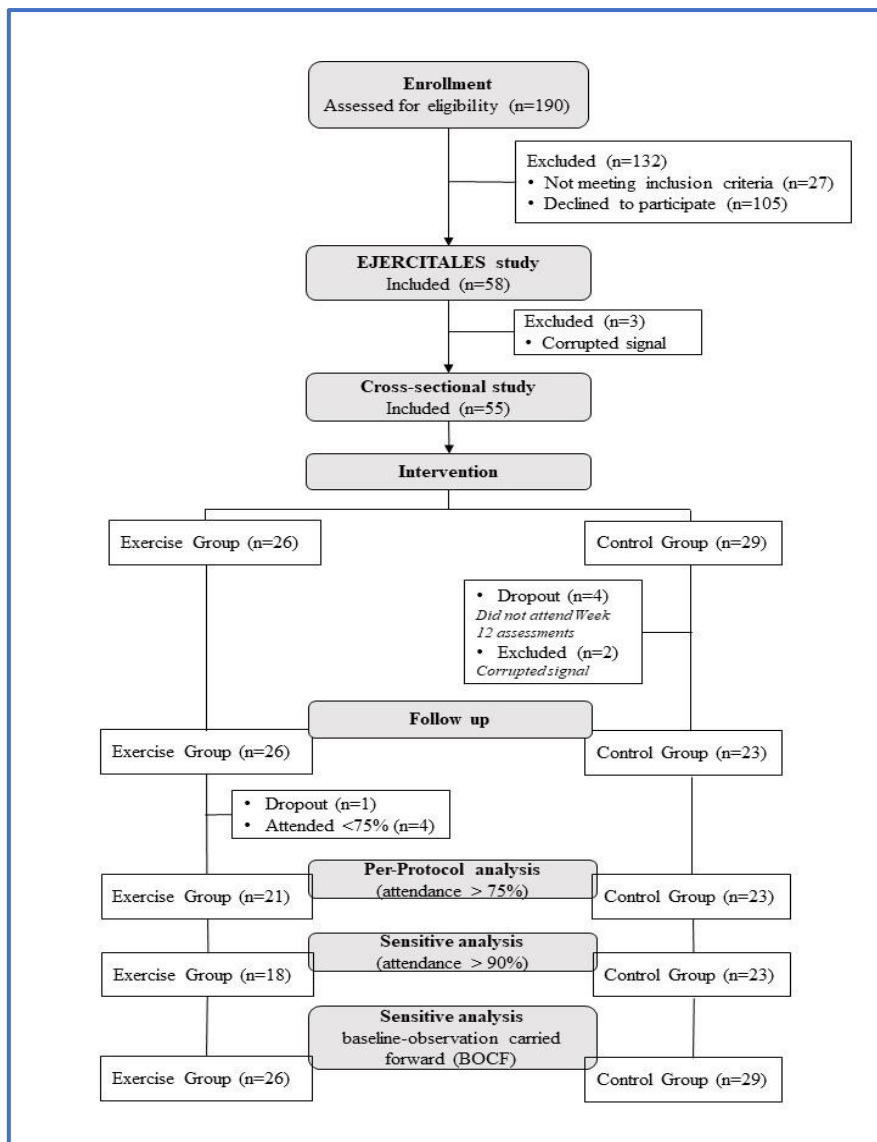 Enrollment
Assessed for eligibility (n=190)
Excluded (n=132)
• Not meeting inclusion criteria (n=27)
• Declined to participate (n=105)
EJERCITALES study
Included (n=58)
Excluded (n=3)
• Corrupted signal
Cross-sectional study
Included (n=55)
Intervention
Exercise Group (n=26)
Control Group (n=29)
• Dropout (n=4)
Did not attend Week
12 assessments
• Excluded (n=2)
Corrupted signal
Follow up
Exercise Group (n=26)
Control Group (n=23)
• Dropout (n=1)
• Attended <75% (n=4)
Per-Protocol analysis
(attendance > 75%)
Exercise Group (n=21)
Control Group (n=23)
Sensitive analysis
(attendance > 90%)
Exercise Group (n=18)
Control Group (n=23)
Sensitive analysis
baseline-observation carried
forward (BOCF)
Exercise Group (n=26)
Control Group (n=29)